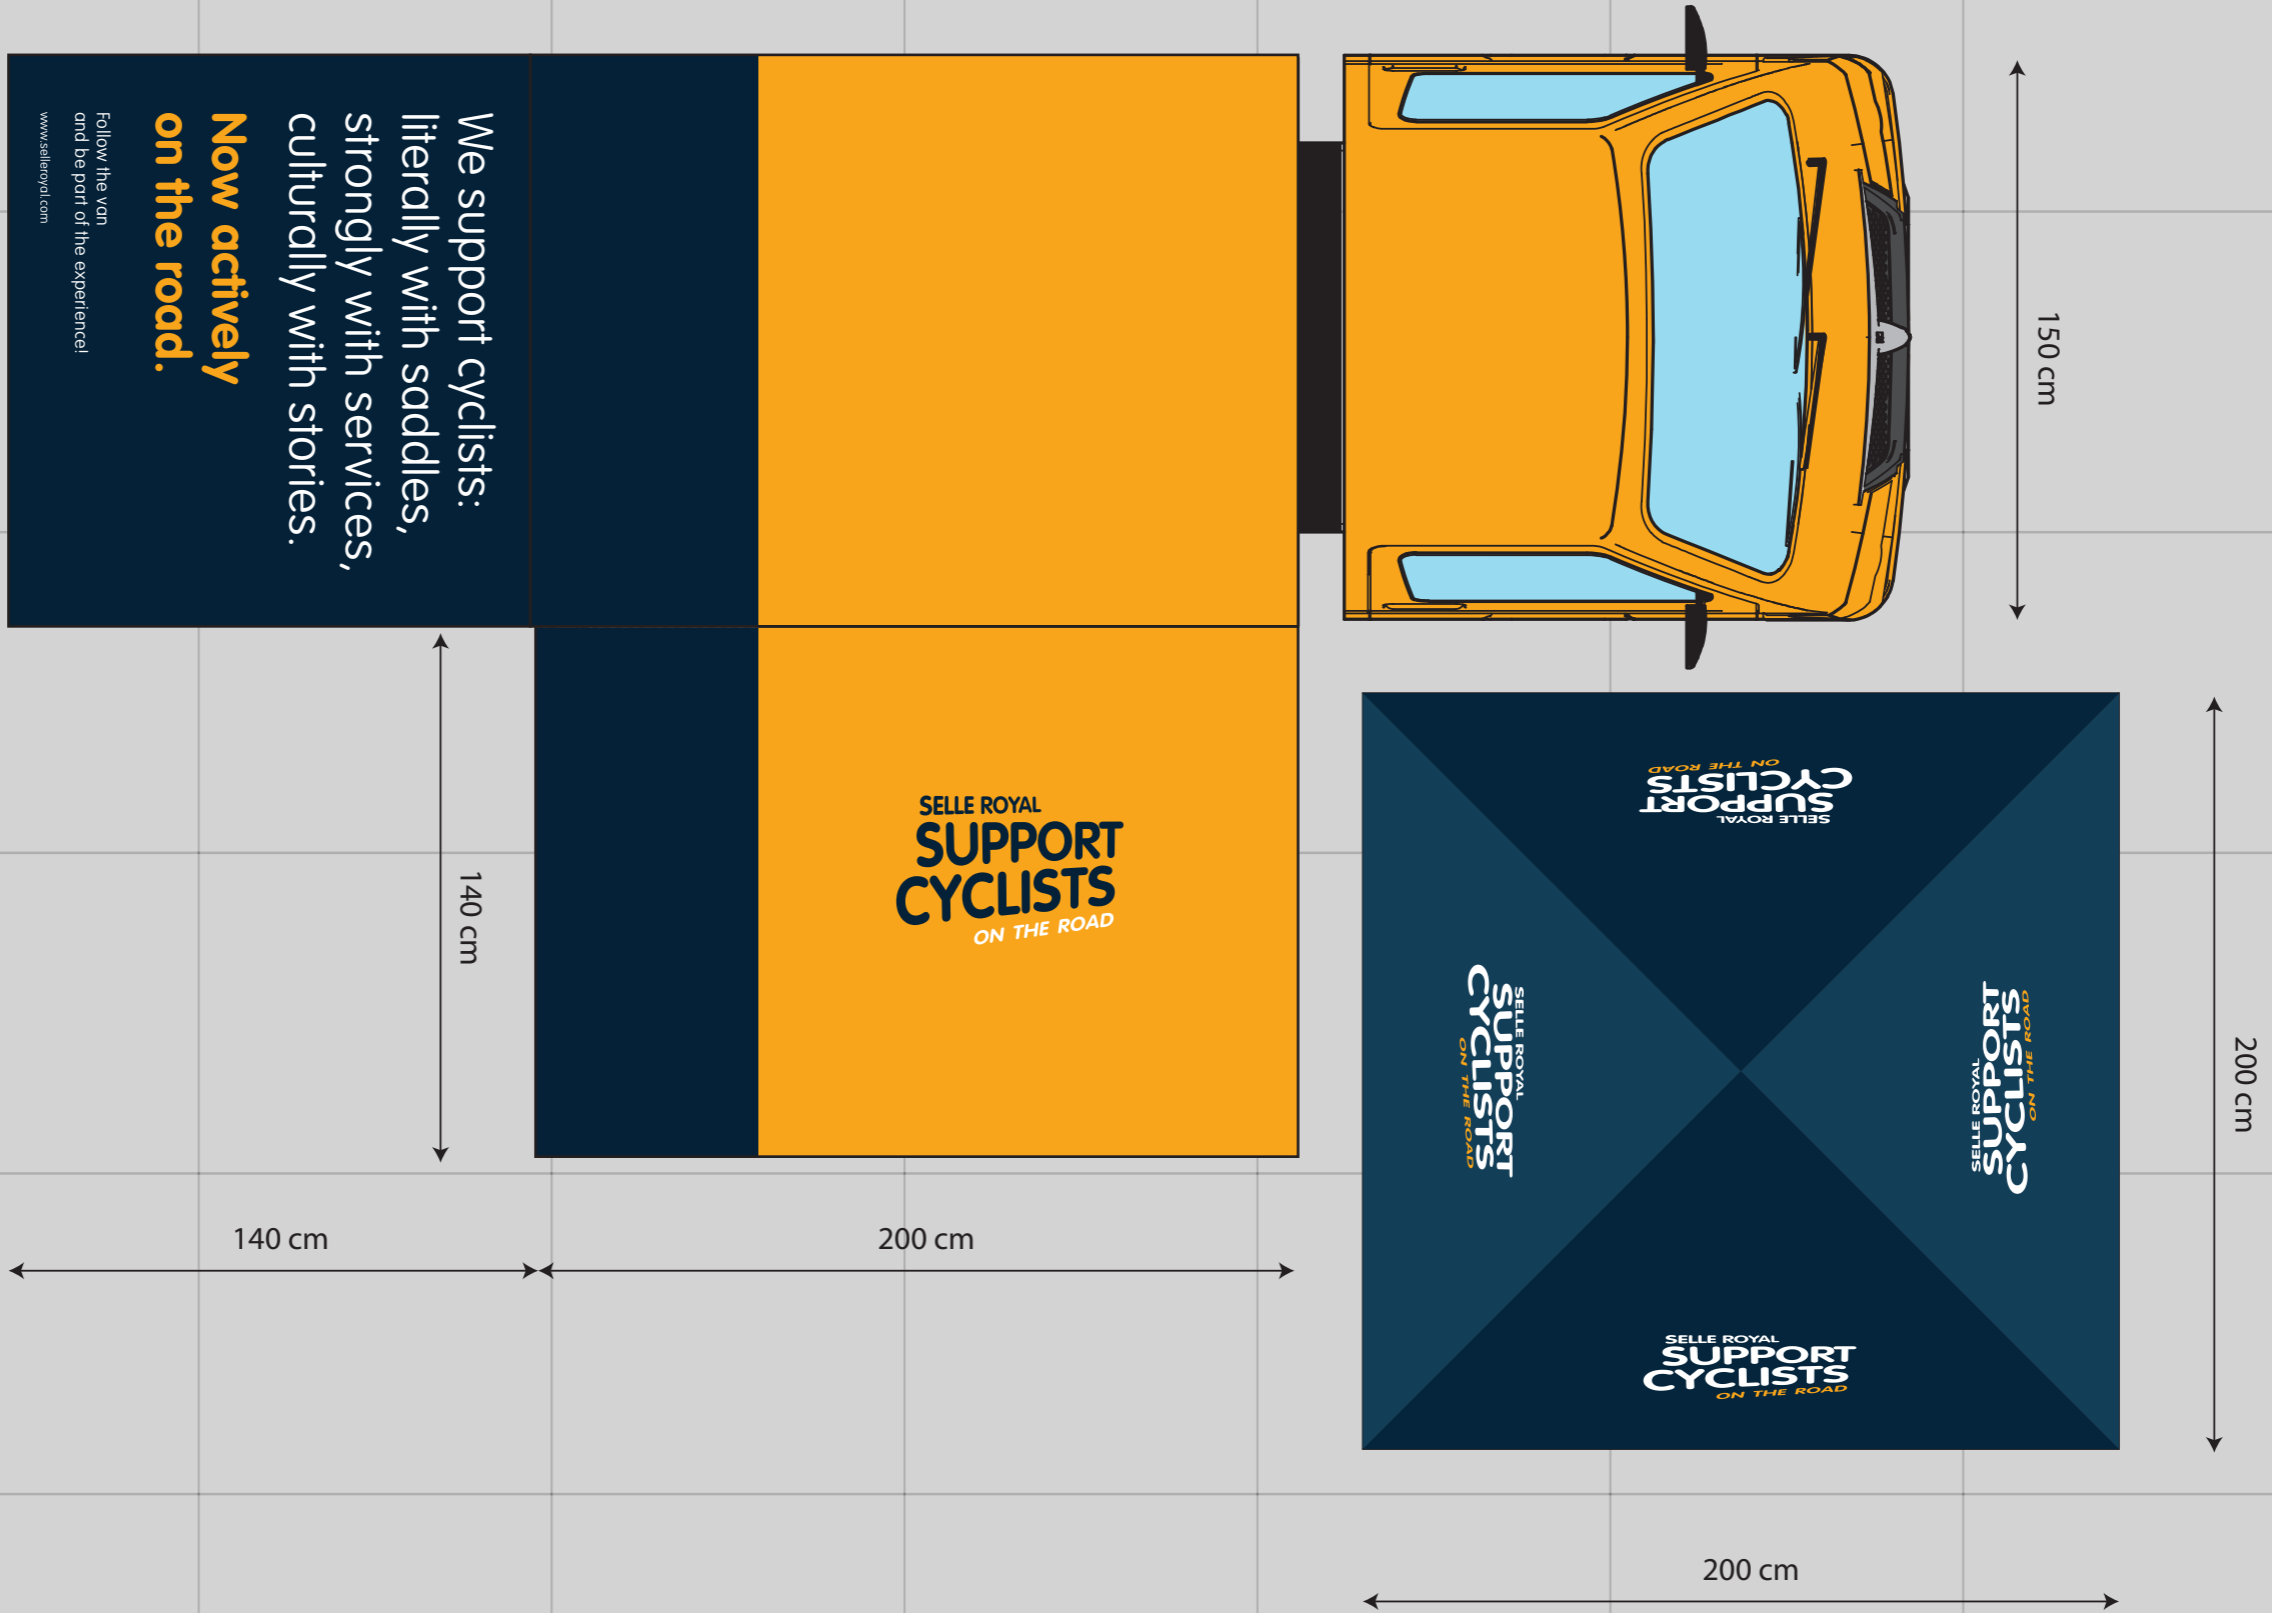 We support cyclists:
literally with saddles,
strongly with services,
culturally with stories.
Now actively
on the road.
Follow the van
and be part of the experience!
www.selleroyal.com
150 cm
SELLE ROYAL
SUPPORT
CYCLISTS
ON THE ROAD
140 cm
140 cm
200 cm
SELLE ROYAL
SUPPORT
CYCLISTS
ON THE ROAD
SELLE ROYAL
SUPPORT
CYCLISTS
ON THE ROAD
SELLE ROYAL
SUPPORT
CYCLISTS
ON THE ROAD
SELLE ROYAL
SUPPORT
CYCLISTS
ON THE ROAD
200 cm
200 cm